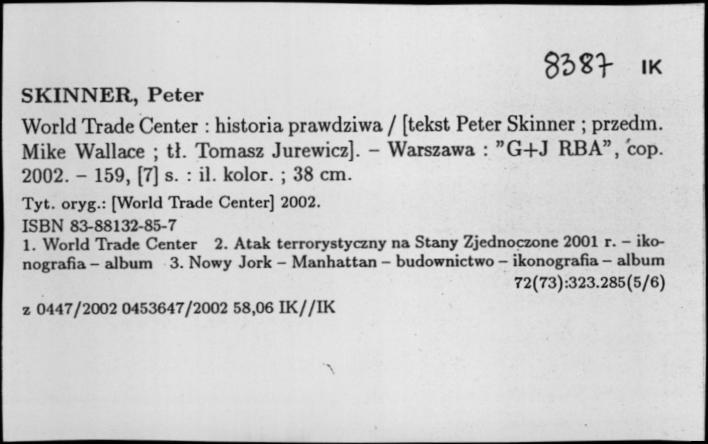 8387 IK
SKINNER, Peter
World Trade Center : historia prawdziwa / [tekst Peter Skinner ; przedm.
Mike Wallace ; tł. Tomasz Jurewicz]. – Warszawa : ”G+J RBA”, cop.
2002. – 159, [7] s. : il. kolor. ; 38 cm.
Tyt. oryg.: [World Trade Center] 2002.
ISBN 83-88132-85-7
1. World Trade Center 2. Atak terrorystyczny na Stany Zjednoczone 2001 r. – iko-
nografia – album 3. Nowy Jork – Manhattan – budownictwo – ikonografia – album
72(73):323.285(5/6)
z 0447/2002 0453647/2002 58,06 IK//IK